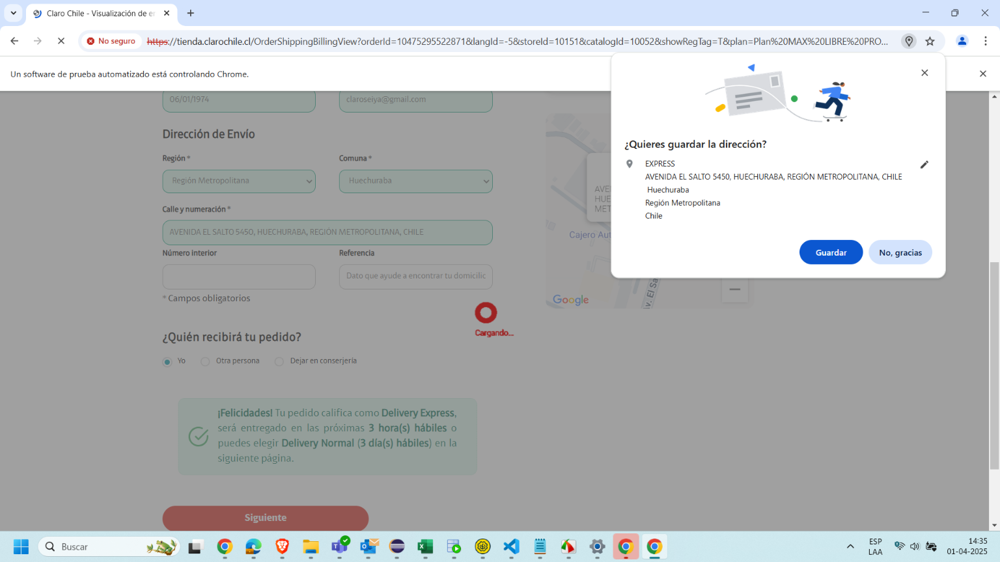 Claro Chile - Visualización de e
No seguro
https://tienda.clarochile.cl/OrderShippingBillingView?orderId=10475295522871&langId=-5&storeId=10151&catalogId=10052&showRegTag=T&plan=Plan%20MAX%20LIBRE%20PRO...
Un software de prueba automatizado está controlando Chrome.
06/01/1974
claroseiya@gmail.com
Dirección de Envío
Región *
Comuna *
Región Metropolitana
Huechuraba
Calle y numeración *
AVENIDA EL SALTO 5450, HUECHURABA, REGIÓN METROPOLITANA, CHILE
Número interior
Referencia
Dato que ayude a encontrar tu domicilic
* Campos obligatorios
¿Quién recibirá tu pedido?
Yo
Otra persona
Dejar en conserjería
¡Felicidades! Tu pedido califica como Delivery Express,
será entregado en las próximas 3 hora(s) hábiles o
puedes elegir Delivery Normal (3 día(s) hábiles) en la
siguiente página.
Siguiente
Cargando...
AVE
HUE
MET
Cajero Aut
Google
v. El Sa
¿Quieres guardar la dirección?
EXPRESS
AVENIDA EL SALTO 5450, HUECHURABA, REGIÓN METROPOLITANA, CHILE
Huechuraba
Región Metropolitana
Chile
Guardar
No, gracias
Buscar
ESP
LAA
14:35
01-04-2025